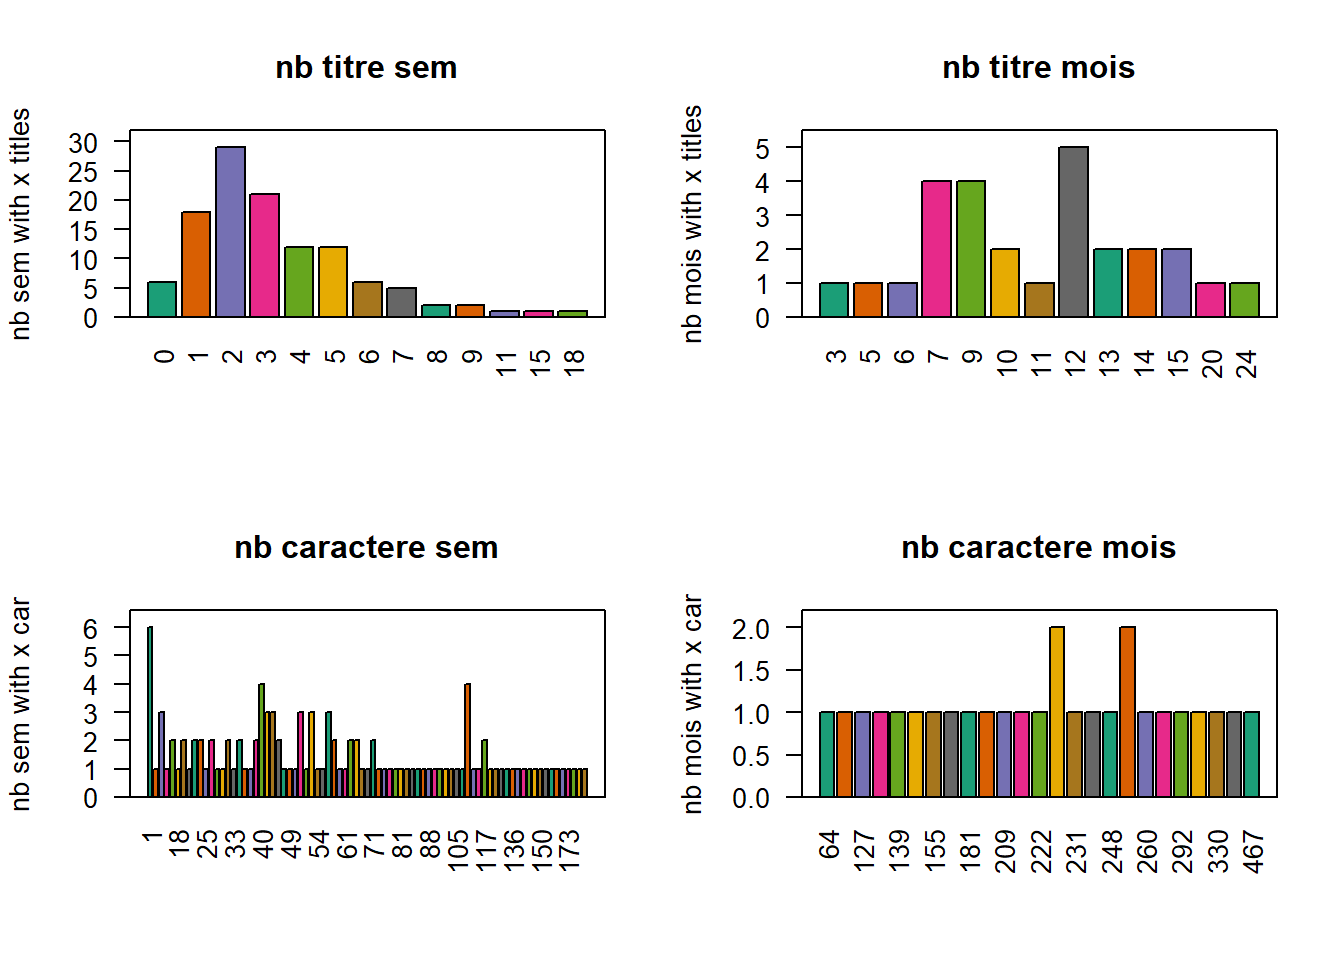 nb titre sem
nb sem with x titles
30
25
20
15
10
5
0
0 1 2 3 4 5 6 7 8 9 11 15 18
nb titre mois
nb mois with x titles
5
4
3
2
1
0
3 5 6 7 9 10 11 12 13 14 15 20 24
nb caractere sem
nb sem with x car
6
5
4
3
2
1
0
1 18 25 33 40 49 54 61 71 81 88 105 117 136 150 173
nb caractere mois
nb mois with x car
2.0
1.5
1.0
0.5
0.0
64 127 139 155 181 209 222 231 248 260 292 330 467